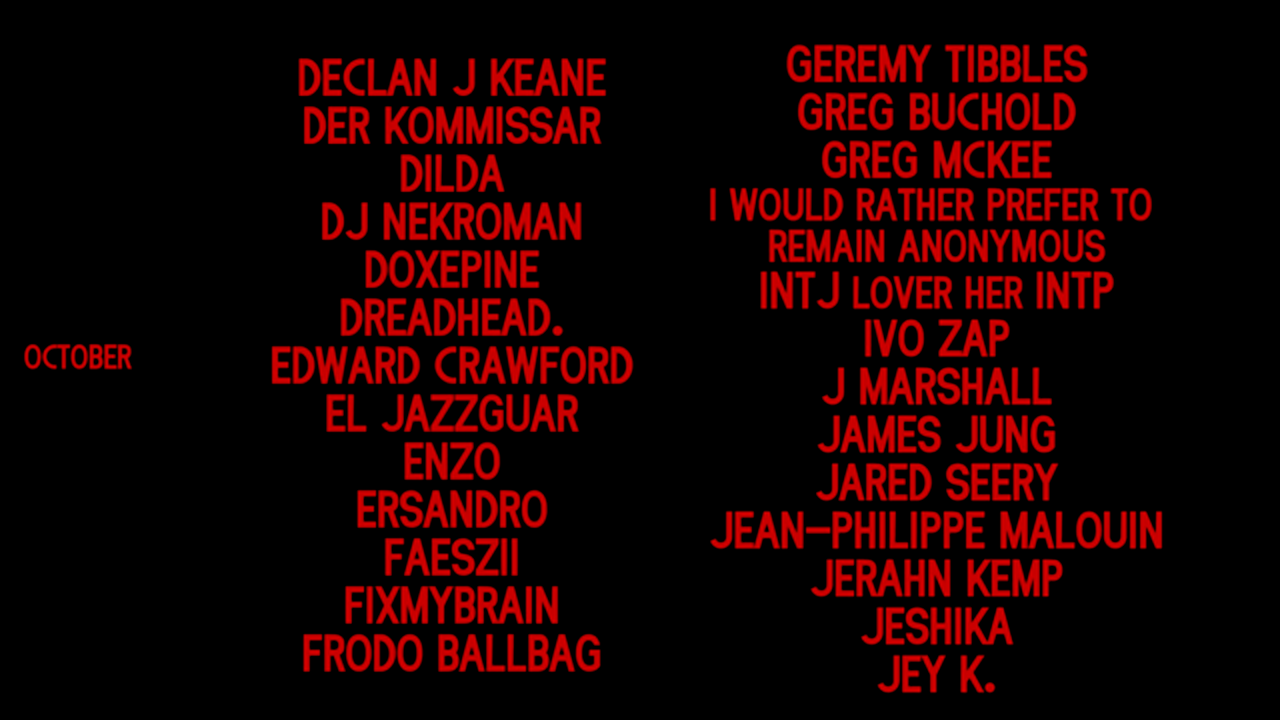 OCTOBER
DECLAN J KEANE
DER KOMMISSAR
DILDA
DJ NEKROMAN
DOXEPINE
DREADHEAD.
EDWARD CRAWFORD
EL JAZZGUAR
ENZO
ERSANDRO
FAESZII
FIXMYBRAIN
FRODO BALLBAG
GEREMY TIBBLES
GREG BUCHOLD
GREG MCKEE
I WOULD RATHER PREFER TO
REMAIN ANONYMOUS
INTJ LOVER HER INTP
IVO ZAP
J MARSHALL
JAMES JUNG
JARED SEERY
JEAN-PHILIPPE MALOUIN
JERAHN KEMP
JESHIKA
JEY K.